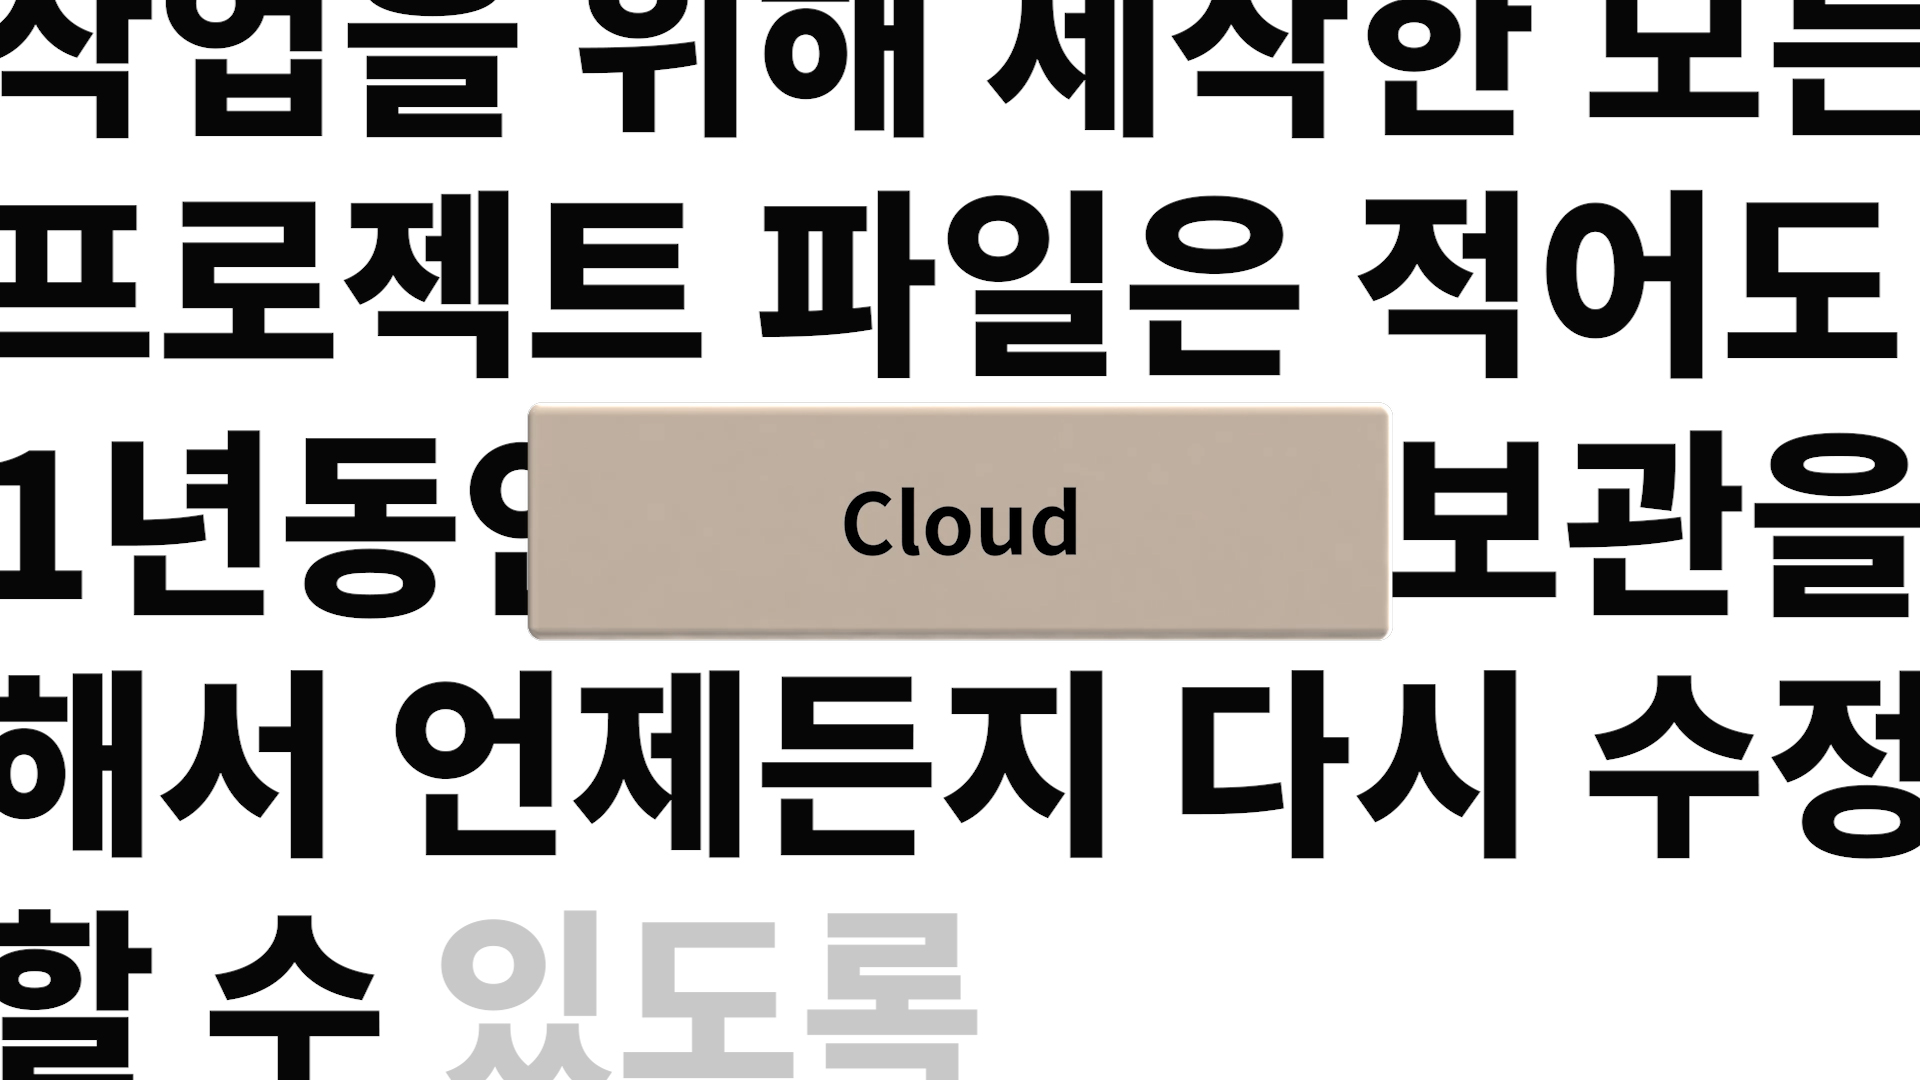 작업을 위해 제작한 모든
프로젝트 파일은 적어도
1년동안 보관을
Cloud
해서 언제든지 다시 수정
할 수 있도록